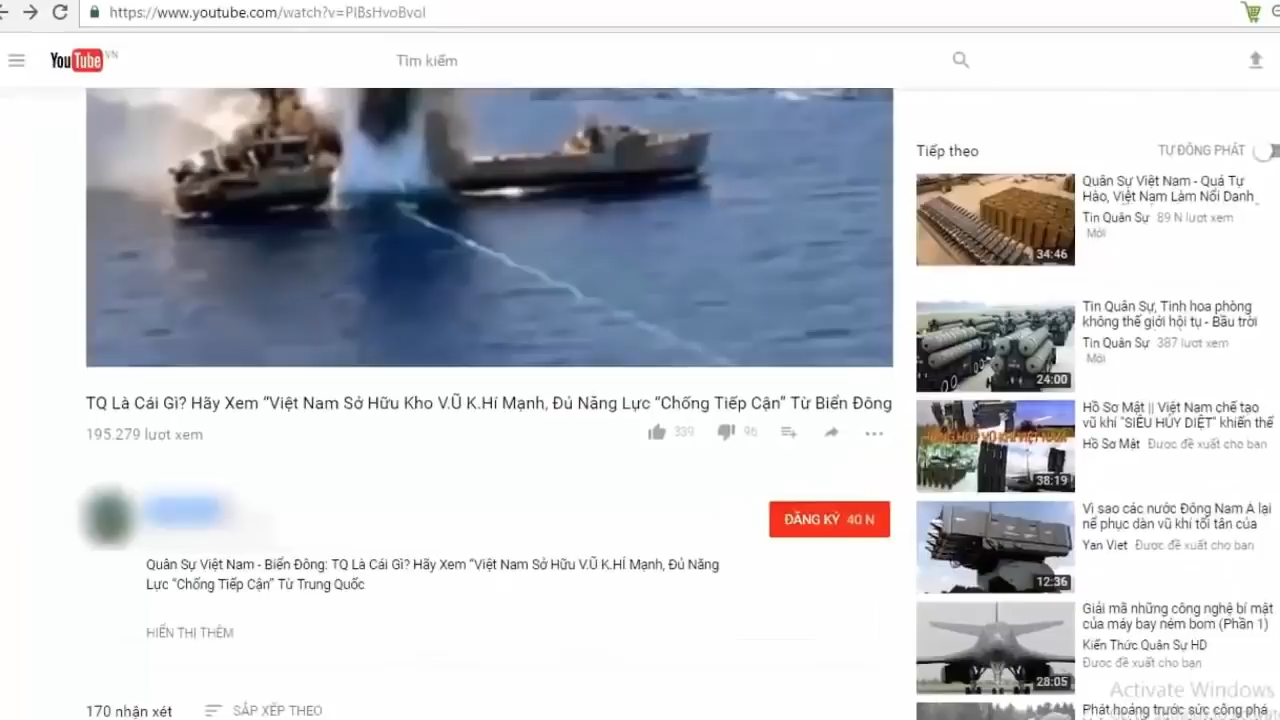 https://www.youtube.com/watch?v=PIBsHvoBvoI
YouTube VN
Tìm kiếm
TQ Là Cái Gì? Hãy Xem “Việt Nam Sở Hữu Kho V.Ũ K.Hí Mạnh, Đủ Năng Lực “Chống Tiếp Cận” Từ Biển Đông
195.279 lượt xem
339
96
ĐĂNG KÝ 40 N
Quân Sự Việt Nam - Biển Đông: TQ Là Cái Gì? Hãy Xem “Việt Nam Sở Hữu V.Ũ K.HÍ Mạnh, Đủ Năng
Lực “Chống Tiếp Cận” Từ Trung Quốc
HIỂN THỊ THÊM
170 nhận xét
SẮP XẾP THEO
Tiếp theo
TỰ ĐỘNG PHÁT
Quân Sự Việt Nam - Quá Tự
Hào, Việt Nam Làm Nổi Danh
Tin Quân Sự 89 N lượt xem
Mới
34:46
Tin Quân Sự, Tinh hoa phòng
không thế giới hội tụ - Bầu trời
Tin Quân Sự 387 lượt xem
Mới
24:00
Hồ Sơ Mật || Việt Nam chế tạo
vũ khí "SIÊU HỦY DIỆT" khiến thế
Hồ Sơ Mật Được đề xuất cho bạn
VŨ KHÍ VIỆT NAM
38:19
Vì sao các nước Đông Nam Á lại
nể phục dàn vũ khí tối tân của
Yan Viet Được đề xuất cho bạn
12:36
Giải mã những công nghệ bí mật
của máy bay ném bom (Phần 1)
Kiến Thức Quân Sự HD
Được đề xuất cho bạn
28:05
Activate Windows
Phát hoảng trước sức công phá